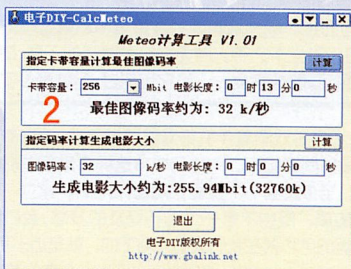 电子DIY-CalcMeteo
Meteo计算工具 V1.01
指定卡带容量计算最佳图像码率 计算
卡带容量: 256 Mbit 电影长度: 0 时 13 分 0 秒
2
最佳图像码率约为: 32 k/秒
指定码率计算生成电影大小 计算
图像码率: 32 k/秒 电影长度: 0 时 0 分 0 秒
生成电影大小约为:255.94Mbit(32760k)
退出
电子DIY版权所有
http://www.gbalink.net